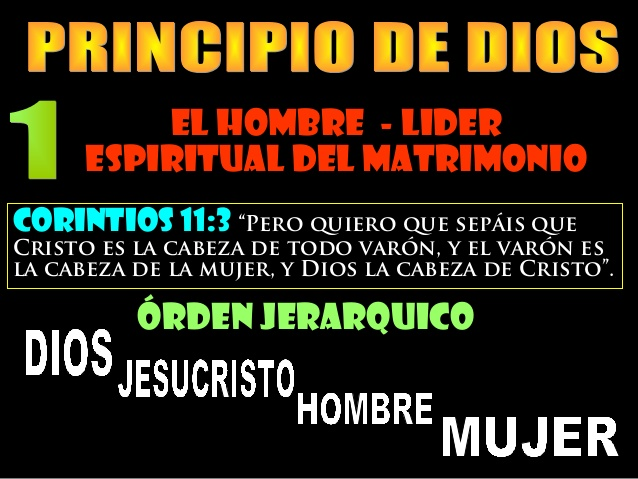 PRINCIPIO DE DIOS
1
EL HOMBRE - LIDER
ESPIRITUAL DEL MATRIMONIO
CORINTIOS 11:3 “PERO QUIERO QUE SEPÁIS QUE
CRISTO ES LA CABEZA DE TODO VARÓN, Y EL VARÓN ES
LA CABEZA DE LA MUJER, Y DIOS LA CABEZA DE CRISTO”.
ÓRDEN JERARQUICO
DIOS
JESUCRISTO
HOMBRE
MUJER